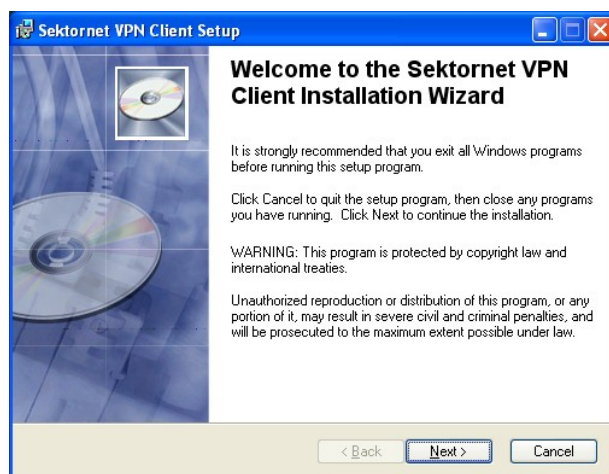 Sektornet VPN Client Setup
Welcome to the Sektornet VPN
Client Installation Wizard
It is strongly recommended that you exit all Windows programs
before running this setup program.
Click Cancel to quit the setup program, then close any programs
you have running. Click Next to continue the installation.
WARNING: This program is protected by copyright law and
international treaties.
Unauthorized reproduction or distribution of this program, or any
portion of it, may result in severe civil and criminal penalties, and
will be prosecuted to the maximum extent possible under law.
< Back Next > Cancel